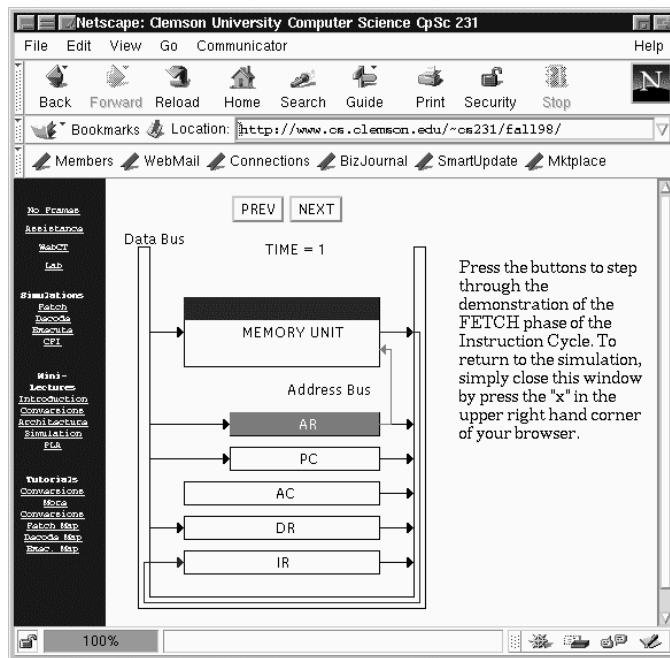 Netscape: Clemson University Computer Science CpSc 231
File Edit View Go Communicator Help
Back Forward Reload Home Search Guide Print Security Stop
N
Bookmarks Location: http://www.cs.clemson.edu/~cs231/fall98/
Members WebMail Connections BizJournal SmartUpdate Mktplace
No Frames
Assistance
WebCT
Lab
Simulations
Fetch
Decode
Execute
CPI
Mini-
Lectures
Introduction
Conversions
Architecture
Simulation
PLA
Tutorials
Conversions
More
Conversions
Fetch Map
Decode Map
Exec. Map
PREV NEXT
Data Bus
TIME = 1
MEMORY UNIT
Address Bus
AR
PC
AC
DR
IR
Press the buttons to step
through the
demonstration of the
FETCH phase of the
Instruction Cycle. To
return to the simulation,
simply close this window
by press the "x" in the
upper right hand corner
of your browser.
100%